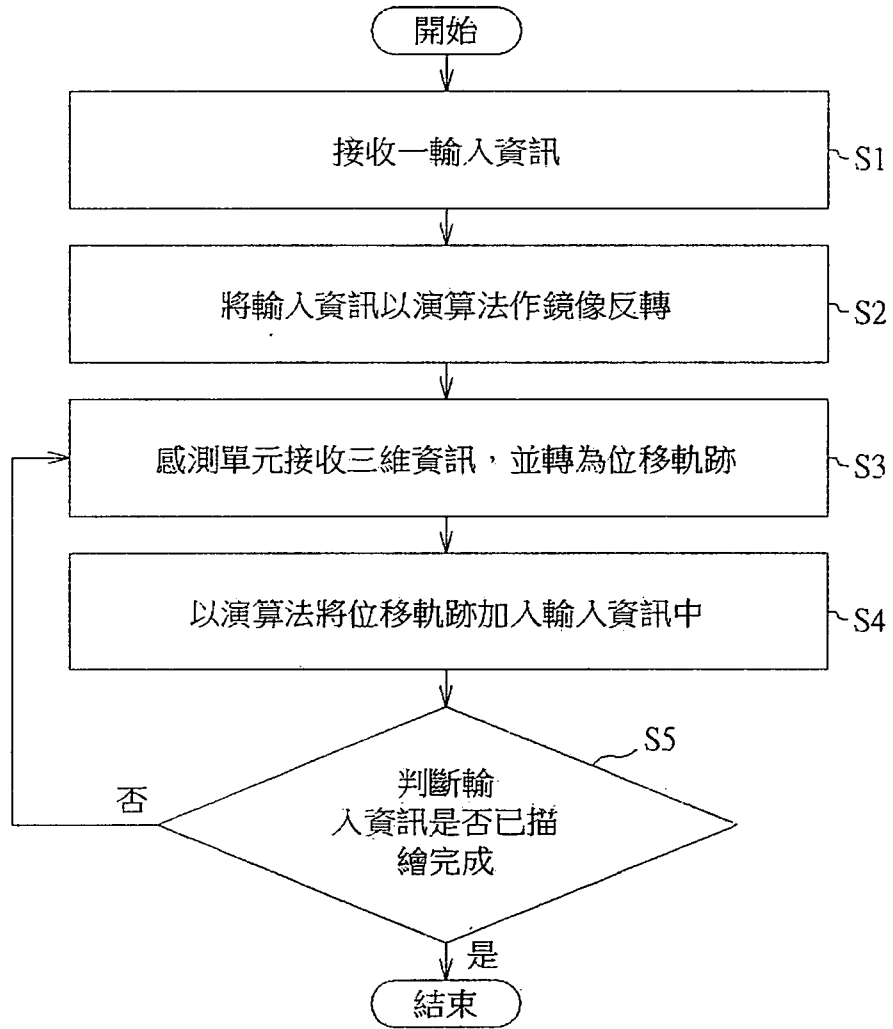 開始
接收一輸入資訊
S1
將輸入資訊以演算法作鏡像反轉
S2
感測單元接收三維資訊，並轉為位移軌跡
S3
以演算法將位移軌跡加入輸入資訊中
S4
S5
判斷輸
入資訊是否已描
繪完成
否
是
結束